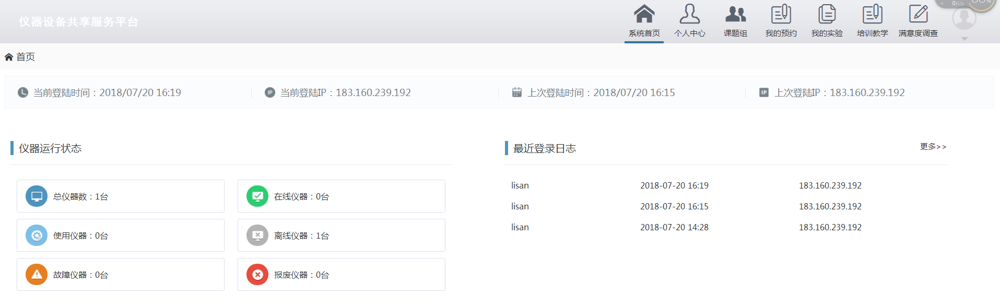 仪器设备共享服务平台
0K/s
系统首页 个人中心 课题组 我的预约 我的实验 培训教学 满意度调查
首页
当前登陆时间：2018/07/20 16:19 IP 当前登陆IP：183.160.239.192 上次登陆时间：2018/07/20 16:15 IP 上次登陆IP：183.160.239.192
仪器运行状态
总仪器数：1台 在线仪器：0台
使用仪器：0台 离线仪器：1台
故障仪器：0台 报废仪器：0台
最近登录日志 更多>>
lisan 2018-07-20 16:19 183.160.239.192
lisan 2018-07-20 16:15 183.160.239.192
lisan 2018-07-20 14:28 183.160.239.192